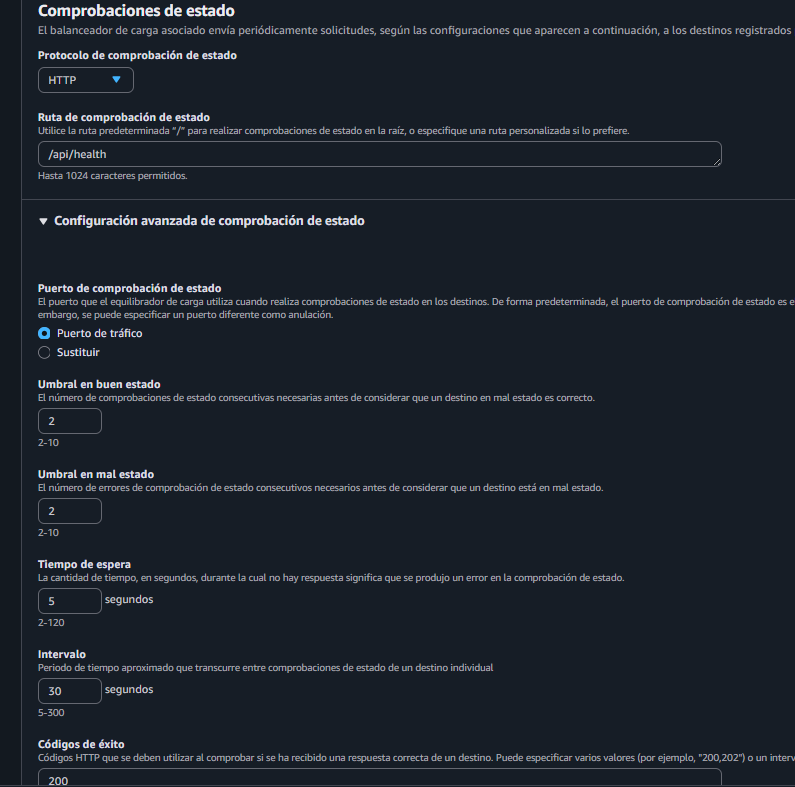 Comprobaciones de estado
El balanceador de carga asociado envía periódicamente solicitudes, según las configuraciones que aparecen a continuación, a los destinos registrados
Protocolo de comprobación de estado
HTTP
Ruta de comprobación de estado
Utilice la ruta predeterminada "/" para realizar comprobaciones de estado en la raíz, o especifique una ruta personalizada si lo prefiere.
/api/health
Hasta 1024 caracteres permitidos.
Configuración avanzada de comprobación de estado
Puerto de comprobación de estado
El puerto que el equilibrador de carga utiliza cuando realiza comprobaciones de estado en los destinos. De forma predeterminada, el puerto de comprobación de estado es e
embargo, se puede especificar un puerto diferente como anulación.
Puerto de tráfico
Sustituir
Umbral en buen estado
El número de comprobaciones de estado consecutivas necesarias antes de considerar que un destino en mal estado es correcto.
2
2-10
Umbral en mal estado
El número de errores de comprobación de estado consecutivos necesarios antes de considerar que un destino está en mal estado.
2
2-10
Tiempo de espera
La cantidad de tiempo, en segundos, durante la cual no hay respuesta significa que se produjo un error en la comprobación de estado.
5 segundos
2-120
Intervalo
Periodo de tiempo aproximado que transcurre entre comprobaciones de estado de un destino individual
30 segundos
5-300
Códigos de éxito
Códigos HTTP que se deben utilizar al comprobar si se ha recibido una respuesta correcta de un destino. Puede especificar varios valores (por ejemplo, "200,202") o un interv
200